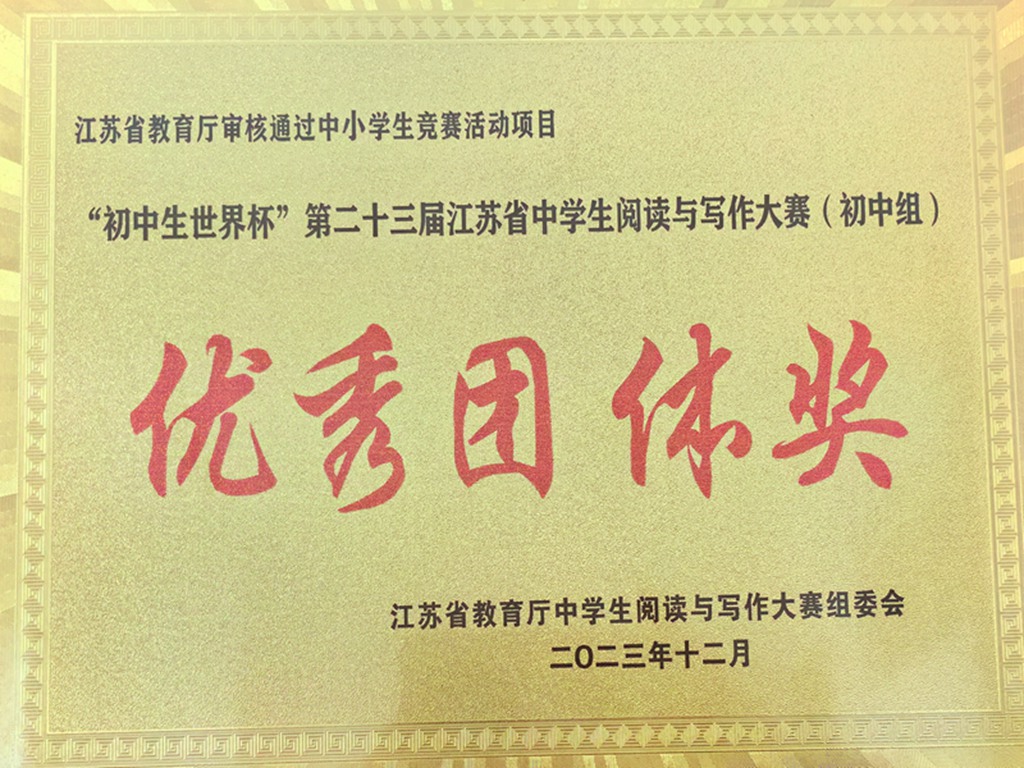 江苏省教育厅审核通过中小学生竞赛活动项目
“初中生世界杯”第二十三届江苏省中学生阅读与写作大赛（初中组）
优秀团体奖
江苏省教育厅中学生阅读与写作大赛组委会
二〇二三年十二月